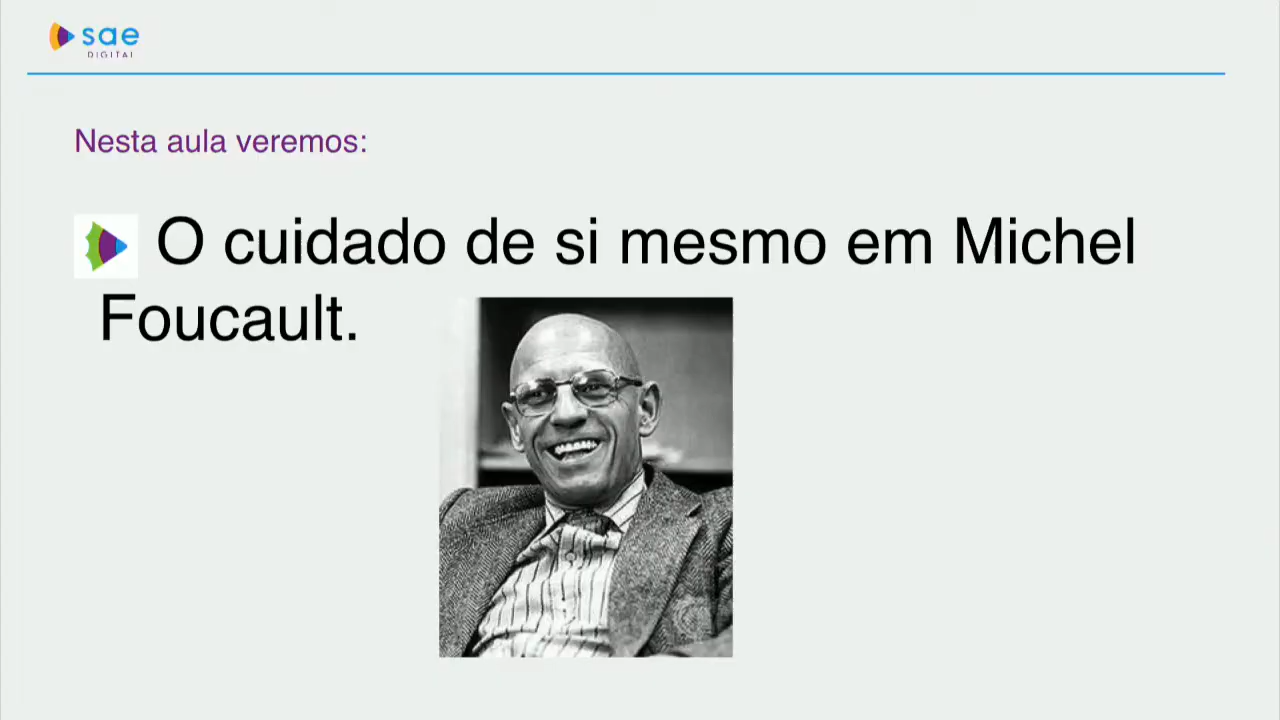 sae
DIGITAL
Nesta aula veremos:
O cuidado de si mesmo em Michel
Foucault.